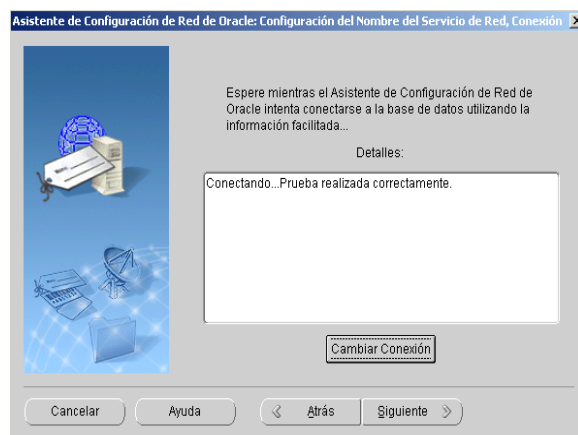 Asistente de Configuración de Red de Oracle: Configuración del Nombre del Servicio de Red, Conexión
Espere mientras el Asistente de Configuración de Red de
Oracle intenta conectarse a la base de datos utilizando la
información facilitada...
Detalles:
Conectando...Prueba realizada correctamente.
Cambiar Conexión
Cancelar
Ayuda
Atrás
Siguiente